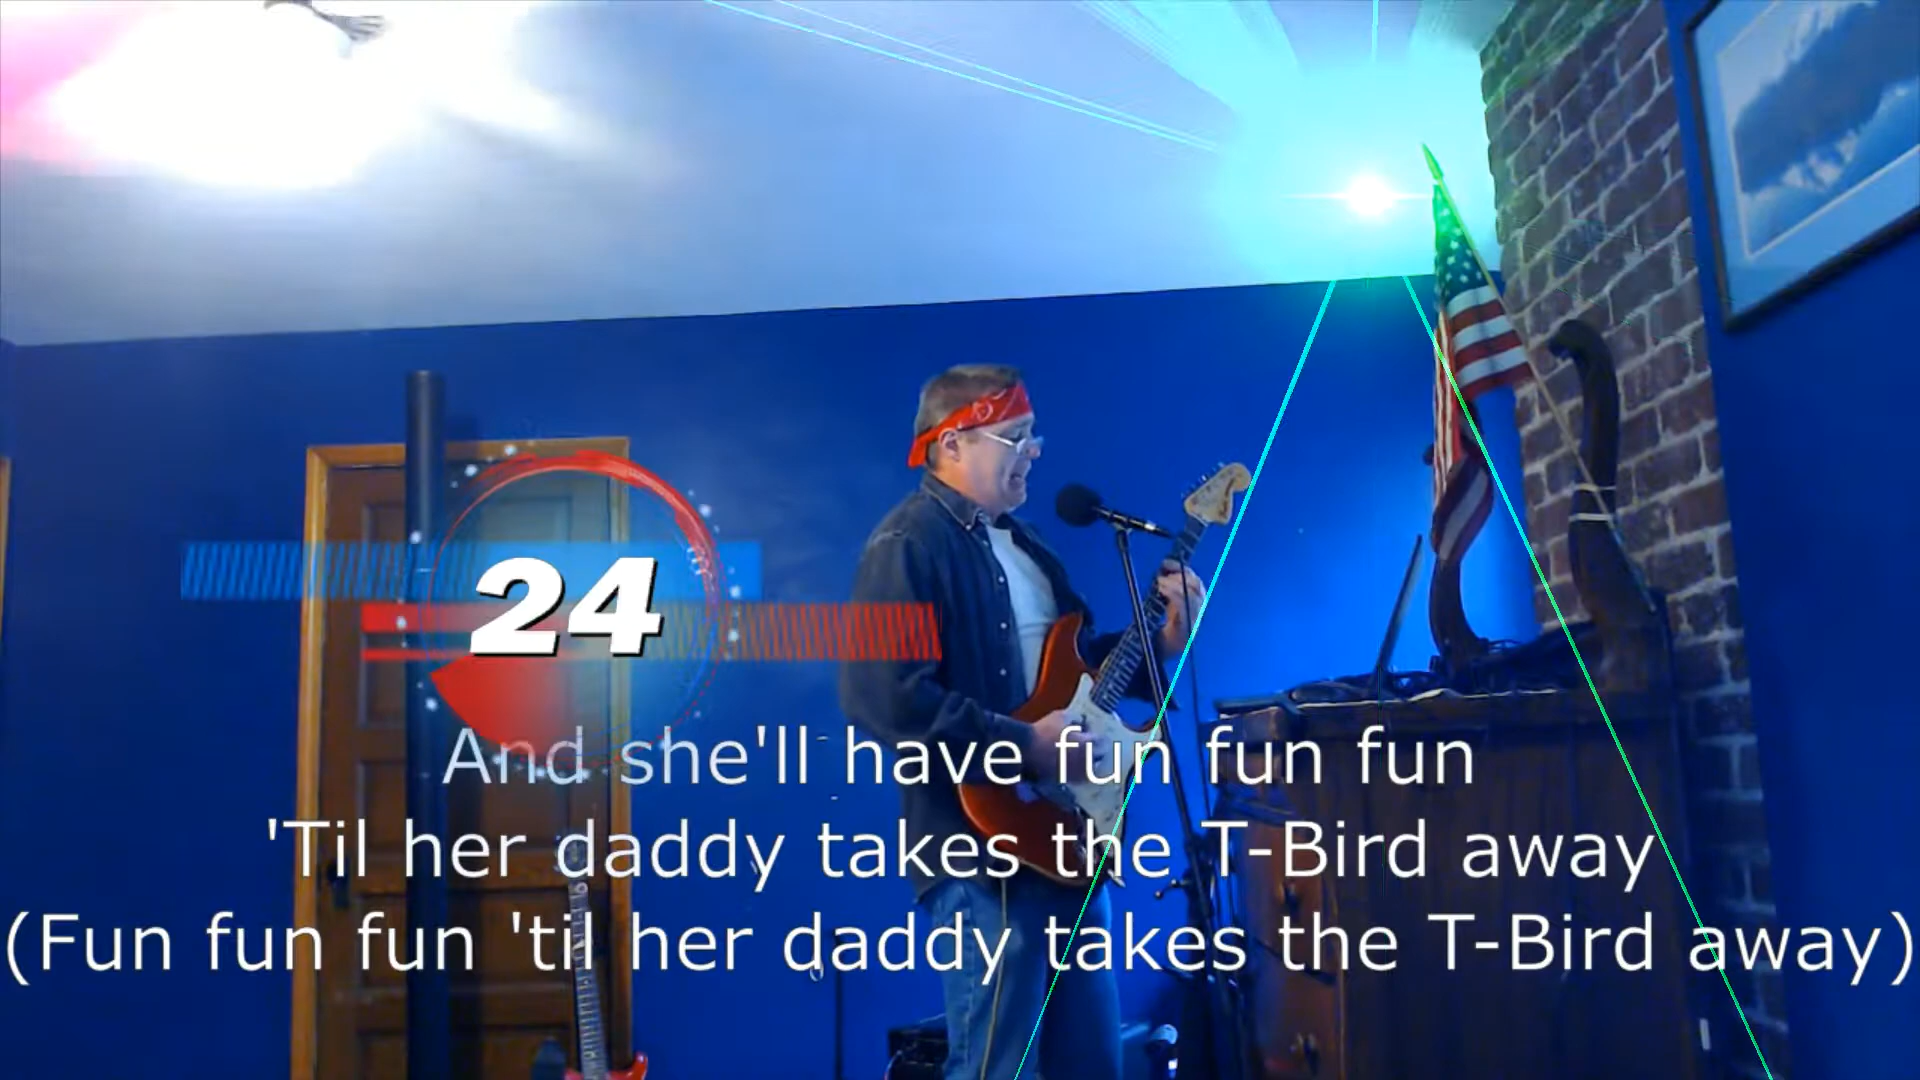 24
And she'll have fun fun fun
'Til her daddy takes the T-Bird away
(Fun fun fun 'til her daddy takes the T-Bird away)